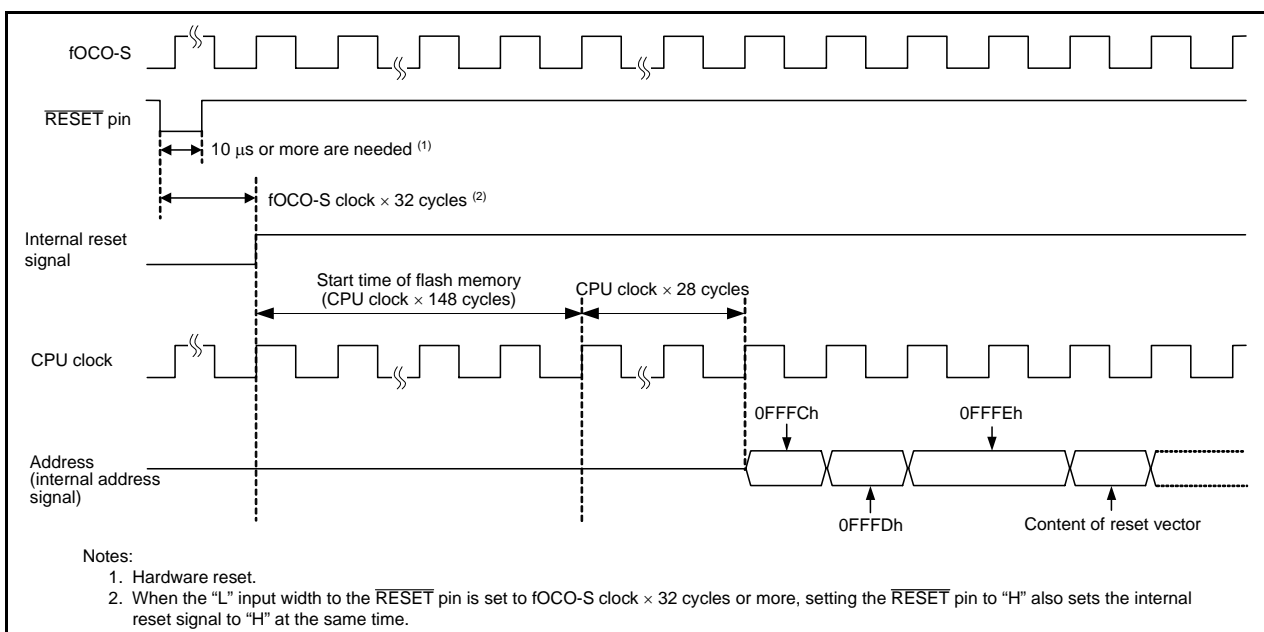 fOCO-S
RESET pin
10 μs or more are needed (1)
fOCO-S clock × 32 cycles (2)
Internal reset
signal
Start time of flash memory
(CPU clock × 148 cycles)
CPU clock × 28 cycles
CPU clock
0FFFCh
0FFFEh
Address
(internal address
signal)
0FFFDh
Content of reset vector
Notes:
1. Hardware reset.
2. When the “L” input width to the RESET pin is set to fOCO-S clock × 32 cycles or more, setting the RESET pin to “H” also sets the internal
reset signal to “H” at the same time.